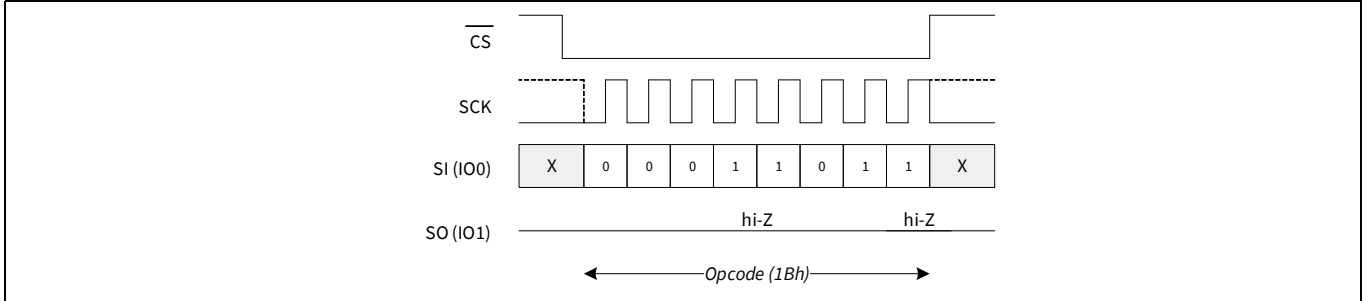 CS
SCK
SI (IO0) X 0 0 0 1 1 0 1 1 X
hi-Z hi-Z
SO (IO1)
Opcode (1Bh)